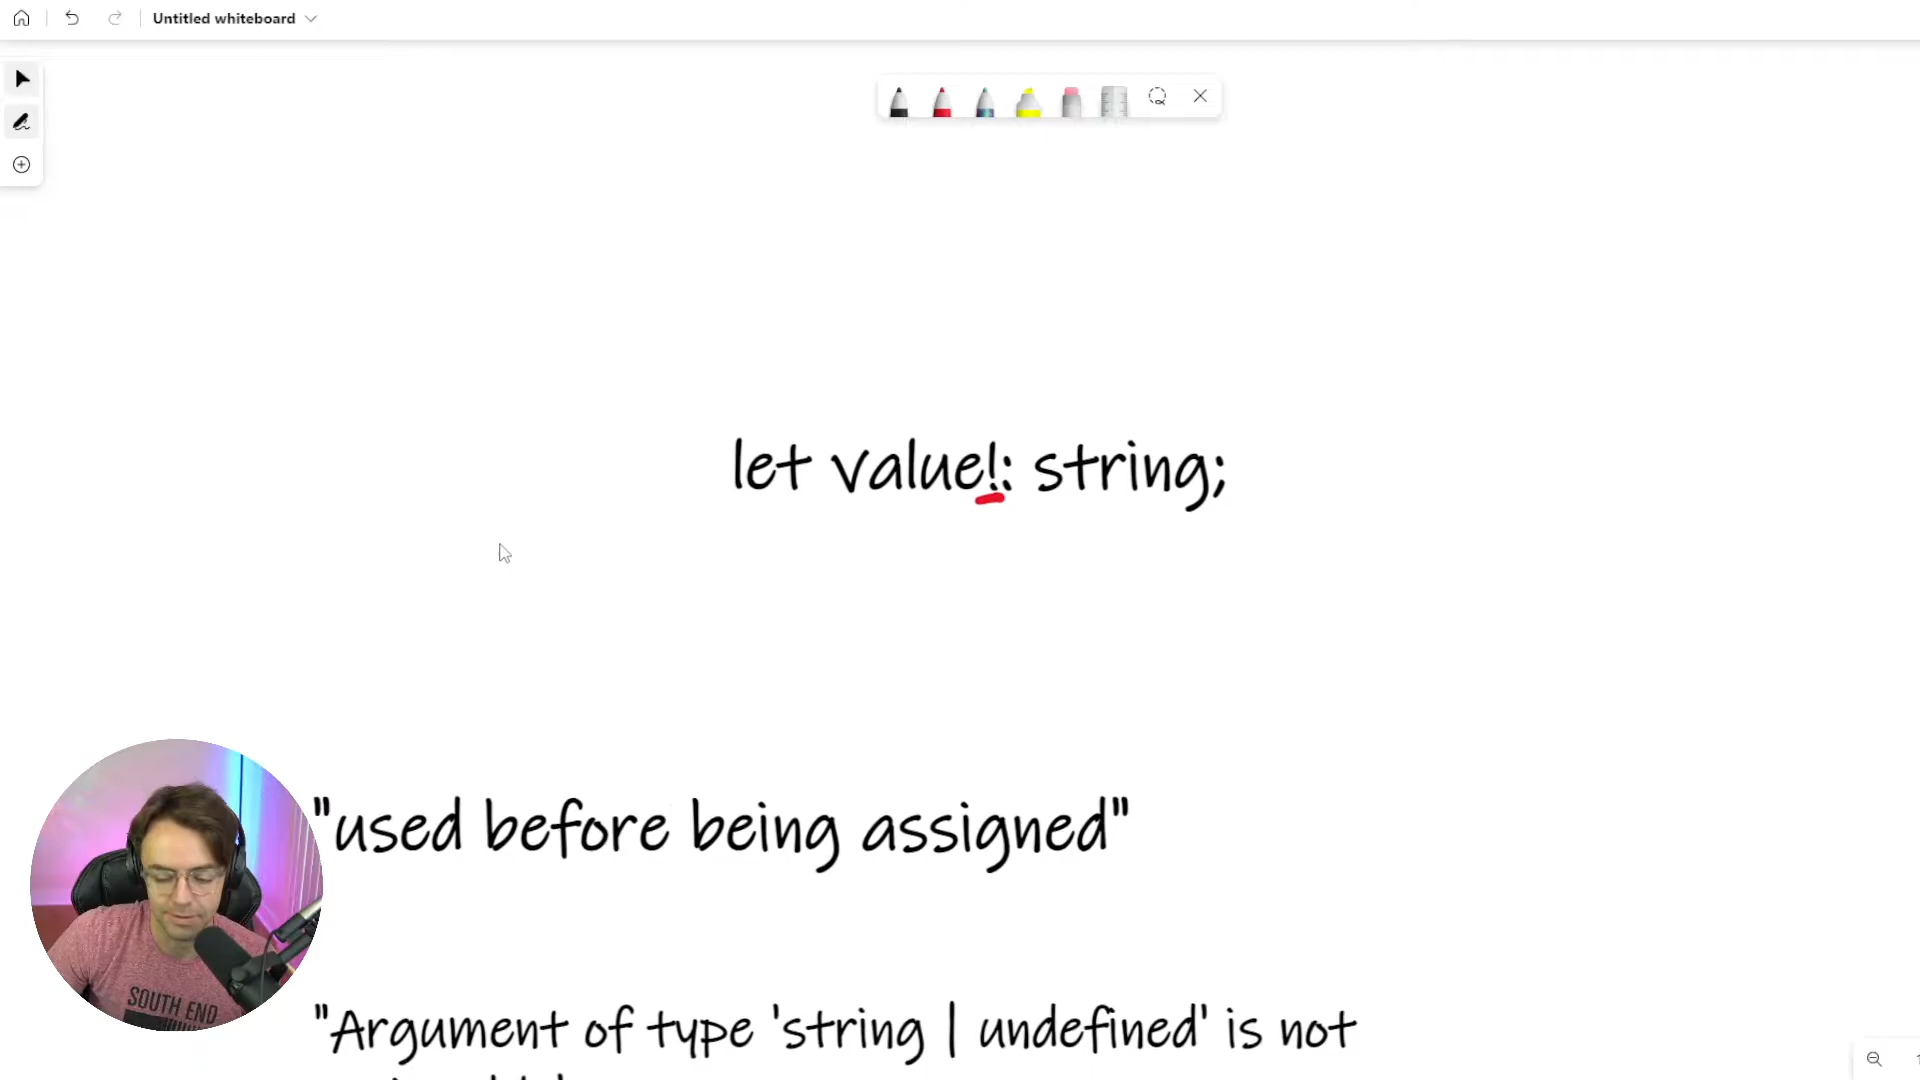 Untitled whiteboard
let value!: string;
"used before being assigned"
SOUTH END
"Argument of type 'string | undefined' is not